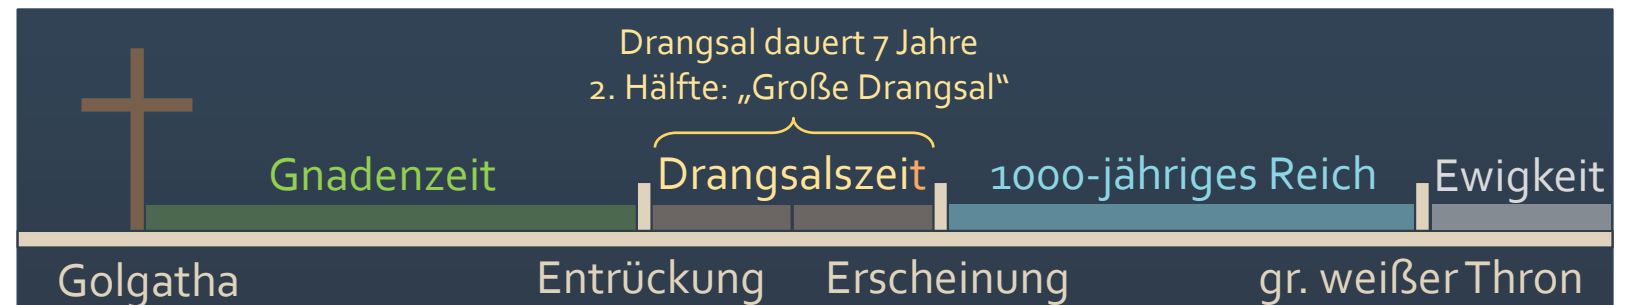 Drangsal dauert 7 Jahre
2. Hälfte: „Große Drangsal“
Gnadenzeit Drangsalszeit 1000-jähriges Reich Ewigkeit
Golgatha Entrückung Erscheinung gr. weißer Thron